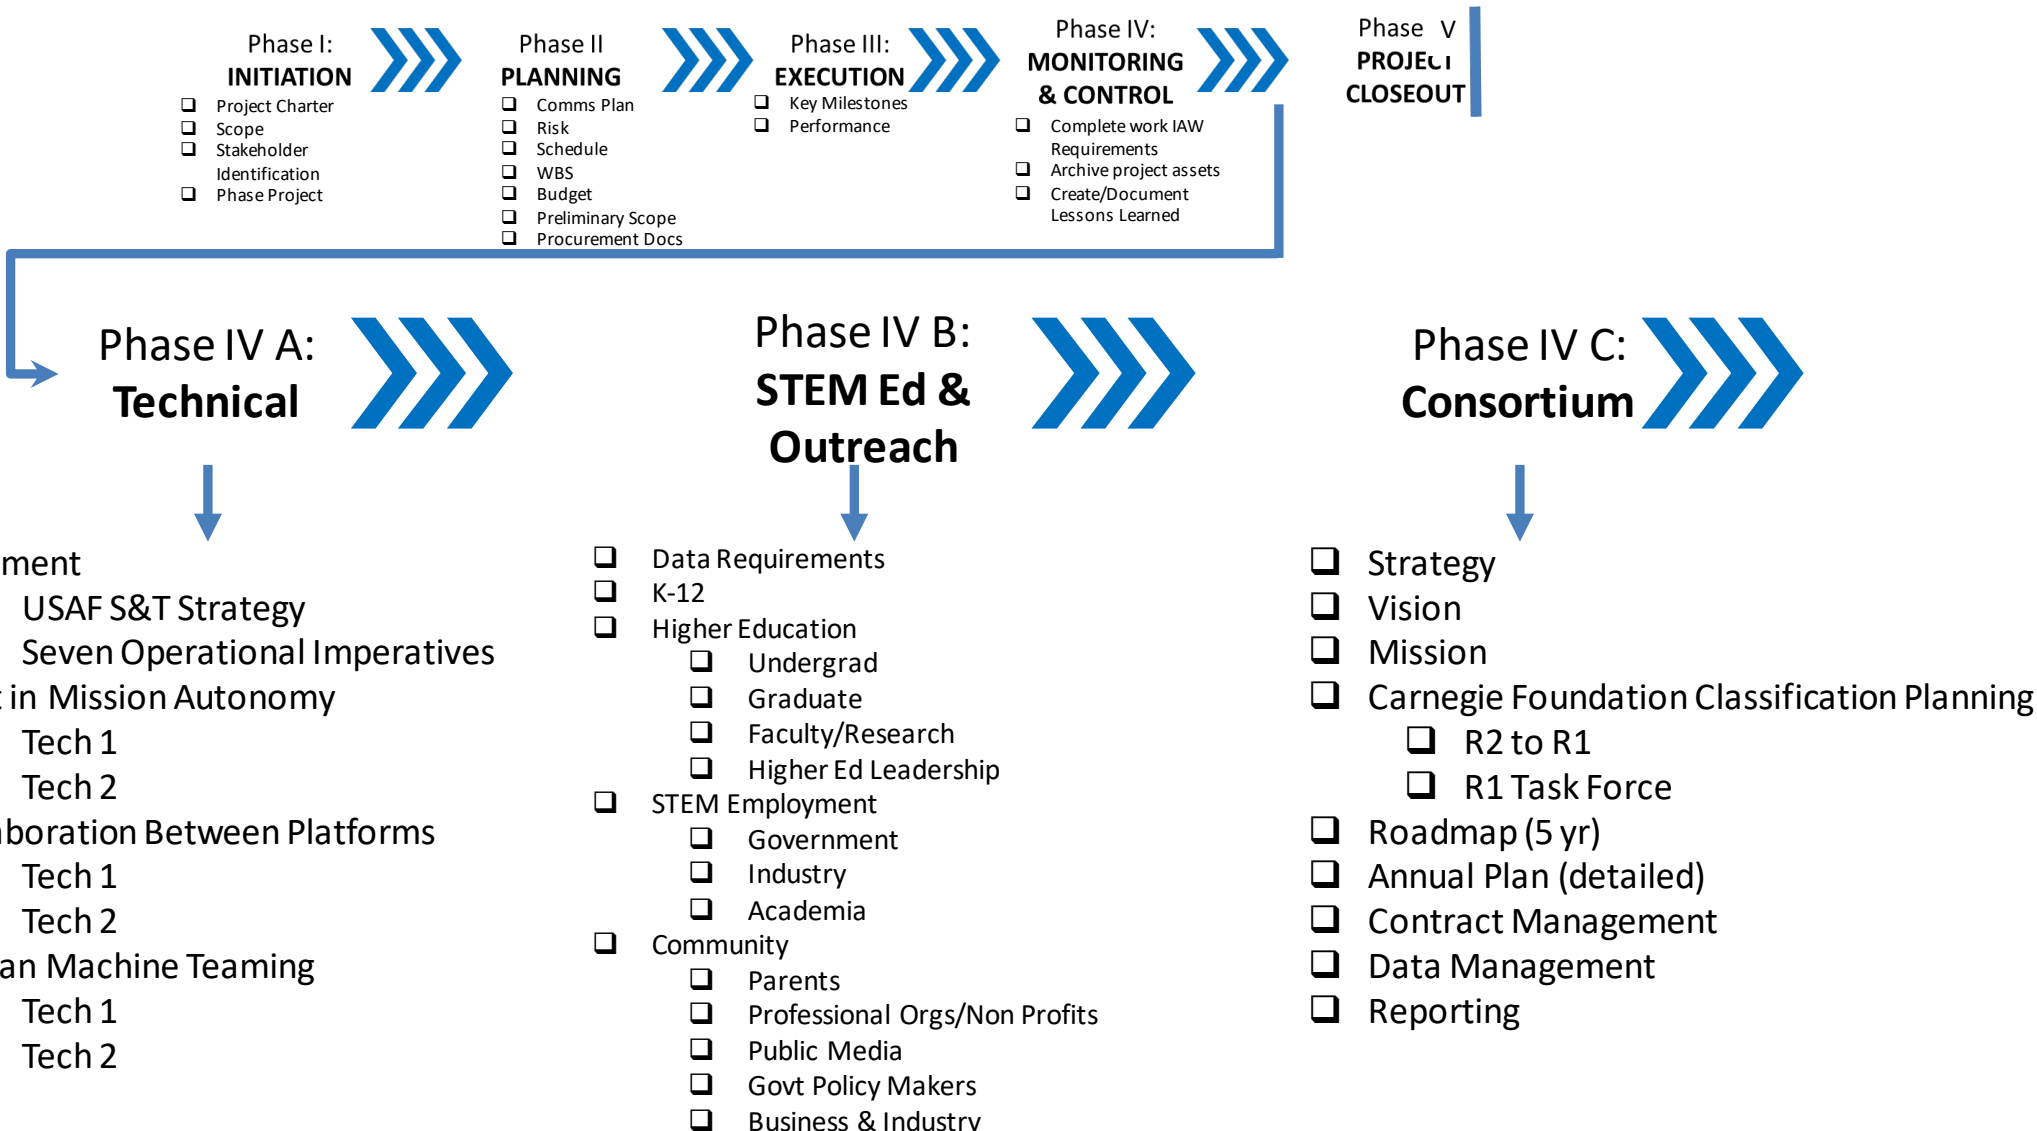 Phase I:
INITIATION
Project Charter
Scope
Stakeholder
Identification
Phase Project
Phase II
PLANNING
Comms Plan
Risk
Schedule
WBS
Budget
Preliminary Scope
Procurement Docs
Phase III:
EXECUTION
Key Milestones
Performance
Phase IV:
MONITORING
& CONTROL
Complete work IAW
Requirements
Archive project assets
Create/Document
Lessons Learned
Phase V
PROJECT
CLOSEOUT
Phase IV A:
Technical
USAF S&T Strategy
Seven Operational Imperatives
in Mission Autonomy
Tech 1
Tech 2
Between Platforms
Tech 1
Tech 2
Machine Teaming
Tech 1
Tech 2
Phase IV B:
STEM Ed &
Outreach
Data Requirements
K-12
Higher Education
Undergrad
Graduate
Faculty/Research
Higher Ed Leadership
STEM Employment
Government
Industry
Academia
Community
Parents
Professional Orgs/Non Profits
Public Media
Govt Policy Makers
Business & Industry
Phase IV C:
Consortium
Strategy
Vision
Mission
Carnegie Foundation Classification Planning
R2 to R1
R1 Task Force
Roadmap (5 yr)
Annual Plan (detailed)
Contract Management
Data Management
Reporting